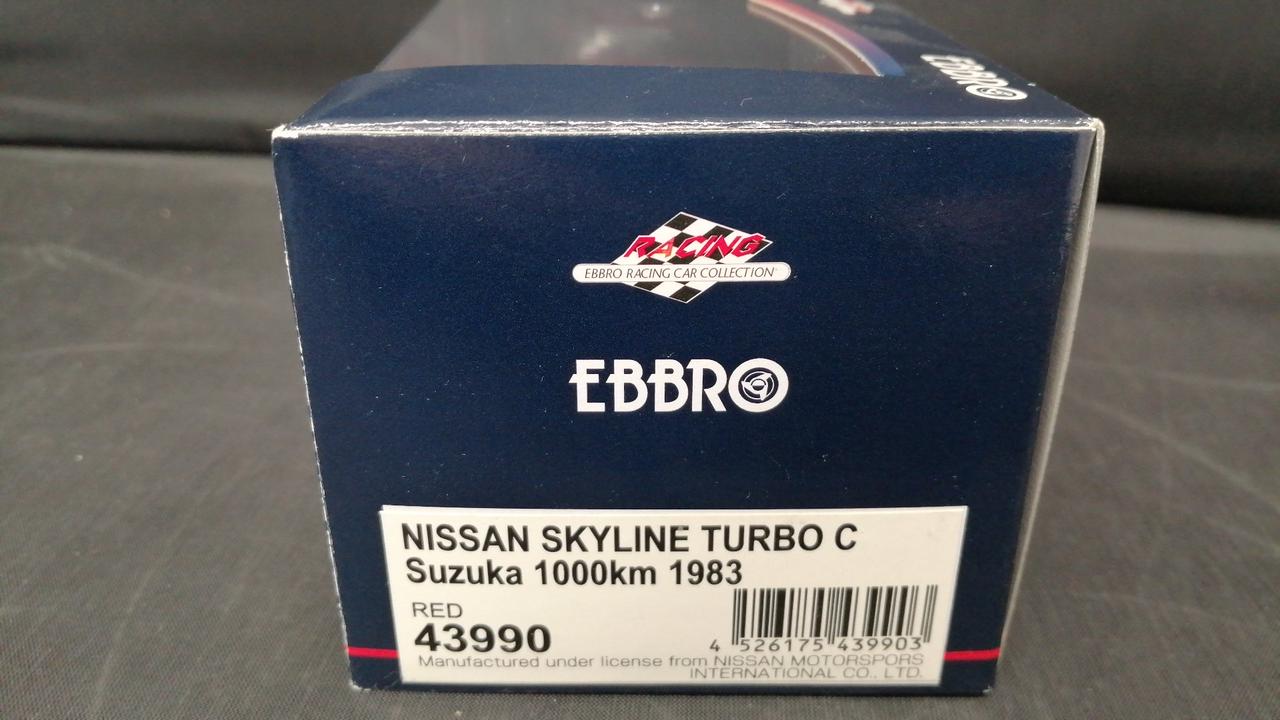 EBBRO
RACING
EBBRO RACING CAR COLLECTION
EBBRO
NISSAN SKYLINE TURBO C
Suzuka 1000km 1983
RED
43990
4 526175 439903
Manufactured under license from NISSAN MOTORSPORS
INTERNATIONAL CO., LTD.